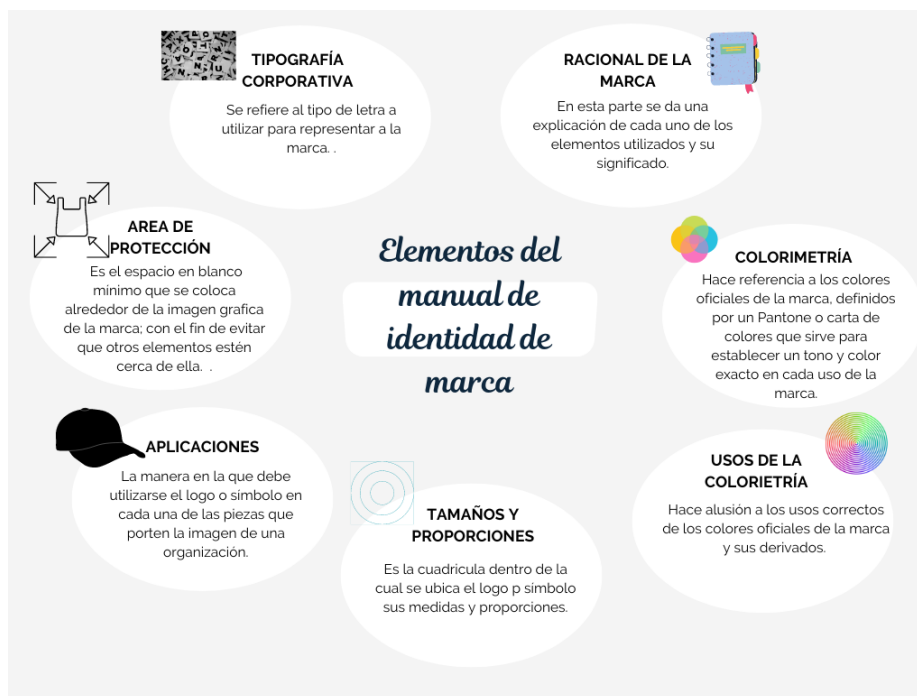 TIPOGRAFÍA
CORPORATIVA
Se refiere al tipo de letra a
utilizar para representar a la
marca. .
RACIONAL DE LA
MARCA
En esta parte se da una
explicación de cada uno de los
elementos utilizados y su
significado.
AREA DE
PROTECCIÓN
Es el espacio en blanco
minimo que se coloca
alrededor de la imagen grafica
de la marca; con el fin de evitar
que otros elementos estén
cerca de ella. .
Elementos del
manual de
identidad de
marca
COLORIMETRÍA
Hace referencia a los colores
oficiales de la marca, definidos
por un Pantone o carta de
colores que sirve para
establecer un tono y color
exacto en cada uso de la
marca.
APLICACIONES
La manera en la que debe
utilizarse el logo o símbolo en
cada una de las piezas que
porten la imagen de una
organización.
TAMAÑOS Y
PROPORCIONES
Es la cuadricula dentro de la
cual se ubica el logo p símbolo
sus medidas y proporciones.
USOS DE LA
COLORIETRÍA
Hace alusión a los usos correctos
de los colores oficiales de la marca
y sus derivados.